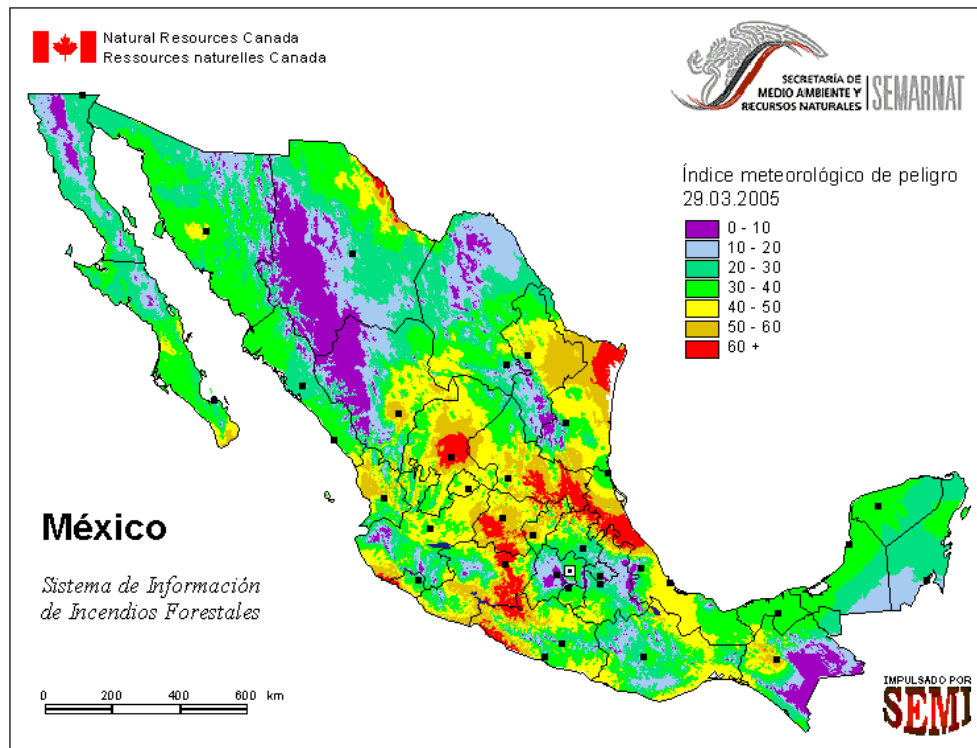 Natural Resources Canada
Ressources naturelles Canada
SECRETARÍA DE
MEDIO AMBIENTE Y
RECURSOS NATURALES
SEMARNAT
Índice meteorológico de peligro
29.03.2005
0 - 10
10 - 20
20 - 30
30 - 40
40 - 50
50 - 60
60 +
México
Sistema de Información
de Incendios Forestales
0 200 400 600 km
IMPULSADO POR
SEMI